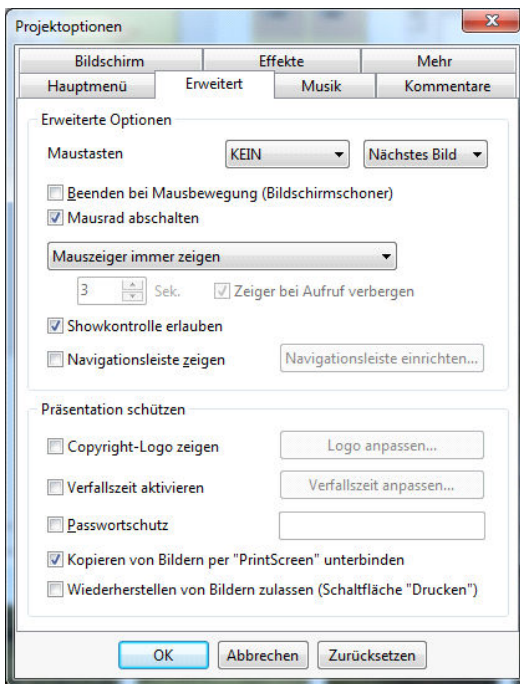 Projektoptionen
Bildschirm Effekte Mehr
Hauptmenü Erweitert Musik Kommentare
Erweiterte Optionen
Maustasten KEIN Nächstes Bild
Beenden bei Mausbewegung (Bildschirmschoner)
Mausrad abschalten
Mauszeiger immer zeigen
3 Sek. Zeiger bei Aufruf verbergen
Showkontrolle erlauben
Navigationsleiste zeigen Navigationsleiste einrichten...
Präsentation schützen
Copyright-Logo zeigen Logo anpassen...
Verfallszeit aktivieren Verfallszeit anpassen...
Passwortschutz
Kopieren von Bildern per "PrintScreen" unterbinden
Wiederherstellen von Bildern zulassen (Schaltfläche "Drucken")
OK Abbrechen Zurücksetzen